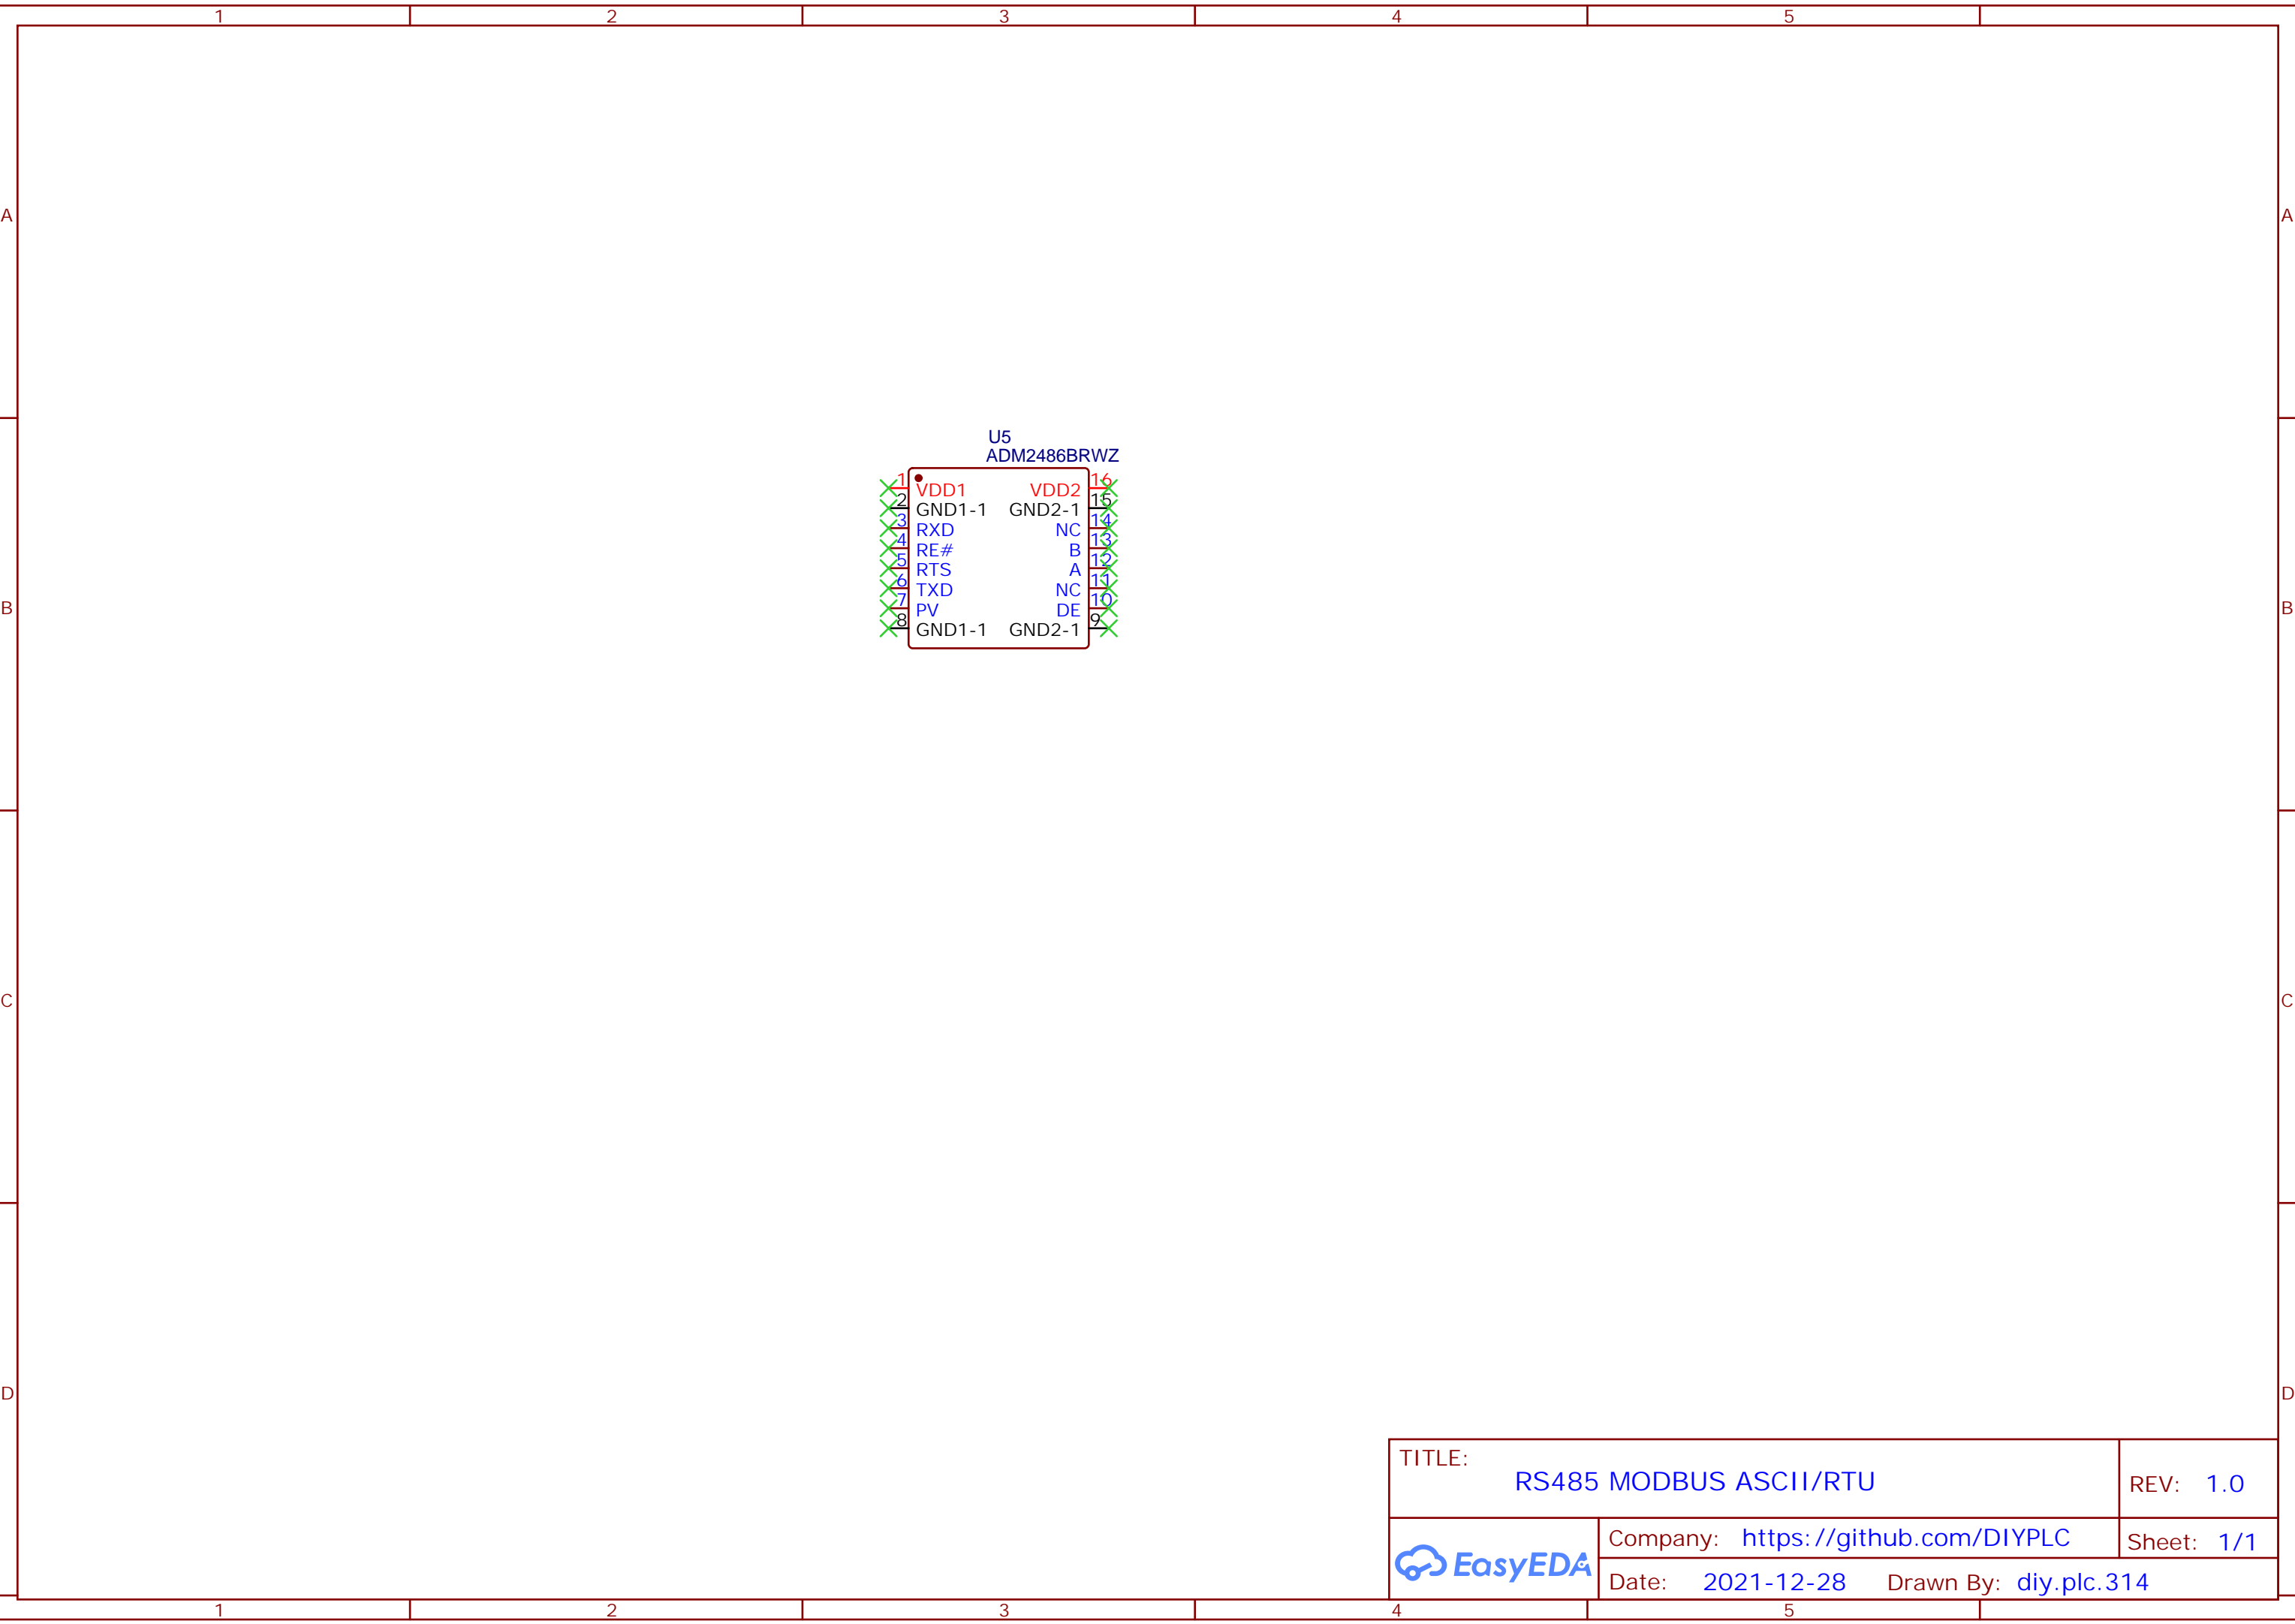 1 2 3 4 5
A A
U5
ADM2486BRWZ
1 VDD1 VDD2 16
2 GND1-1 GND2-1 15
3 RXD NC 14
4 RE# B 13
5 RTS A 12
6 TXD NC 11
7 PV DE 10
8 GND1-1 GND2-1 9
B B
C C
D D
TITLE:
RS485 MODBUS ASCII/RTU
REV: 1.0
EasyEDA
Company: https://github.com/DIYPLC
Sheet: 1/1
Date: 2021-12-28 Drawn By: diy.plc.314
1 2 3 4 5